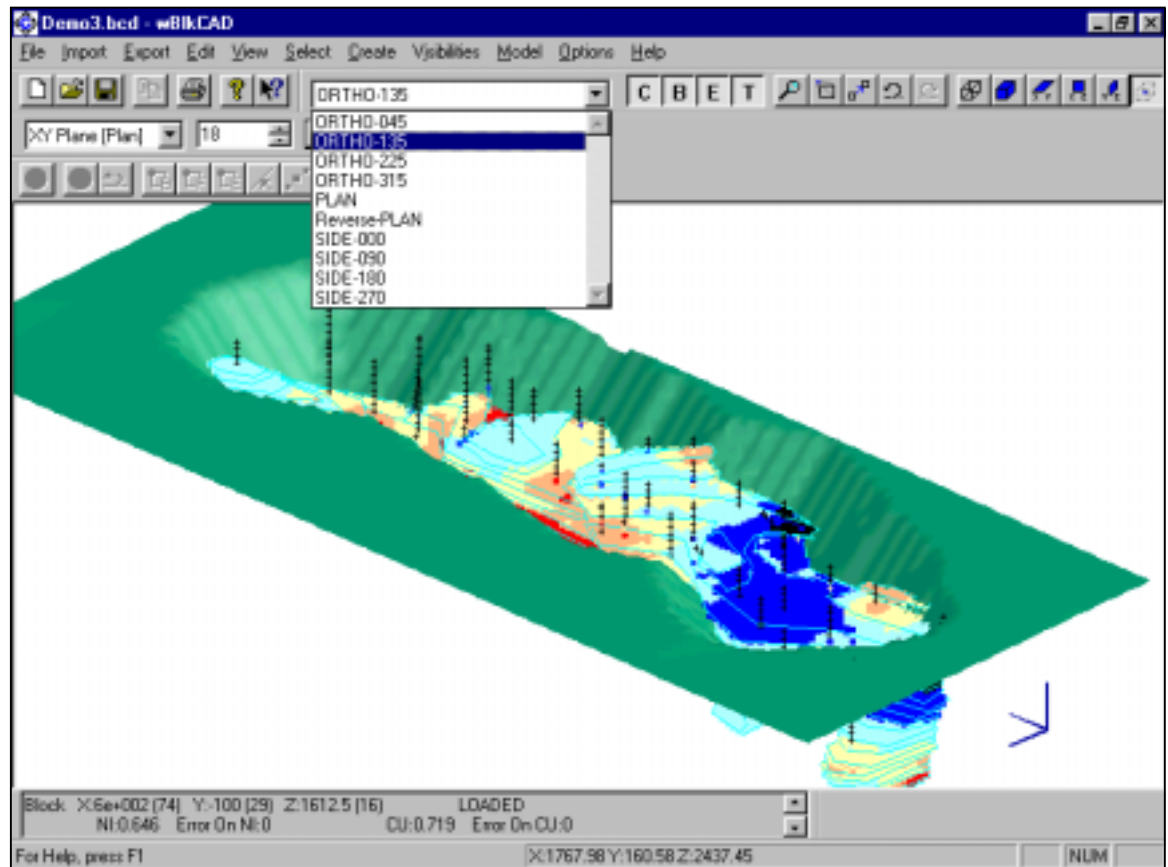 Demo3.bcd - wBlkCAD
File Import Export Edit View Select Create Visibilities Model Options Help
ORTHO-135
C B E T
XY Plane [Plan] 18
ORTHO-045
ORTHO-135
ORTHO-225
ORTHO-315
PLAN
Reverse-PLAN
SIDE-000
SIDE-090
SIDE-180
SIDE-270
Block X:6e+002 (74) Y:-100 (29) Z:1612.5 (16) LOADED
NI:0.646 Error On NI:0 CU:0.719 Error On CU:0
For Help, press F1 X:1767.98 Y:160.58 Z:2437.45 NUM